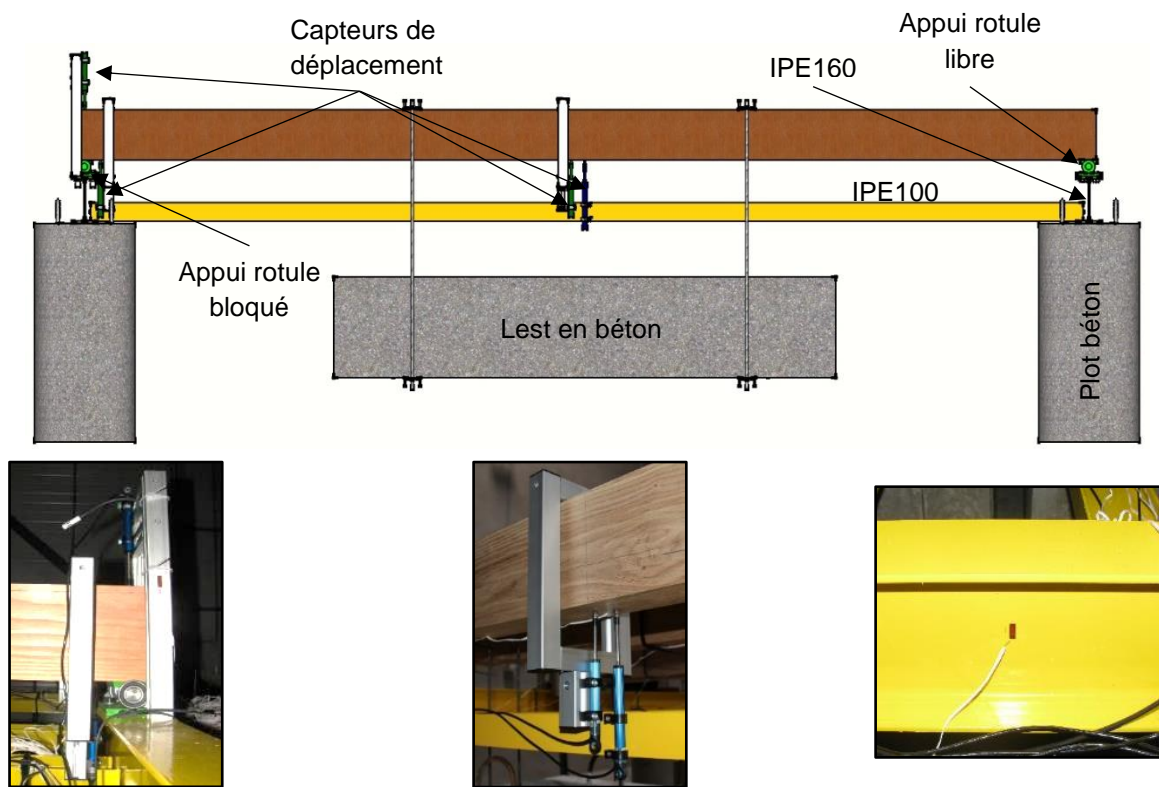 Capteurs de
déplacement
Appui rotule
libre
IPE160
IPE100
Appui rotule
bloqué
Lest en béton
Plot béton